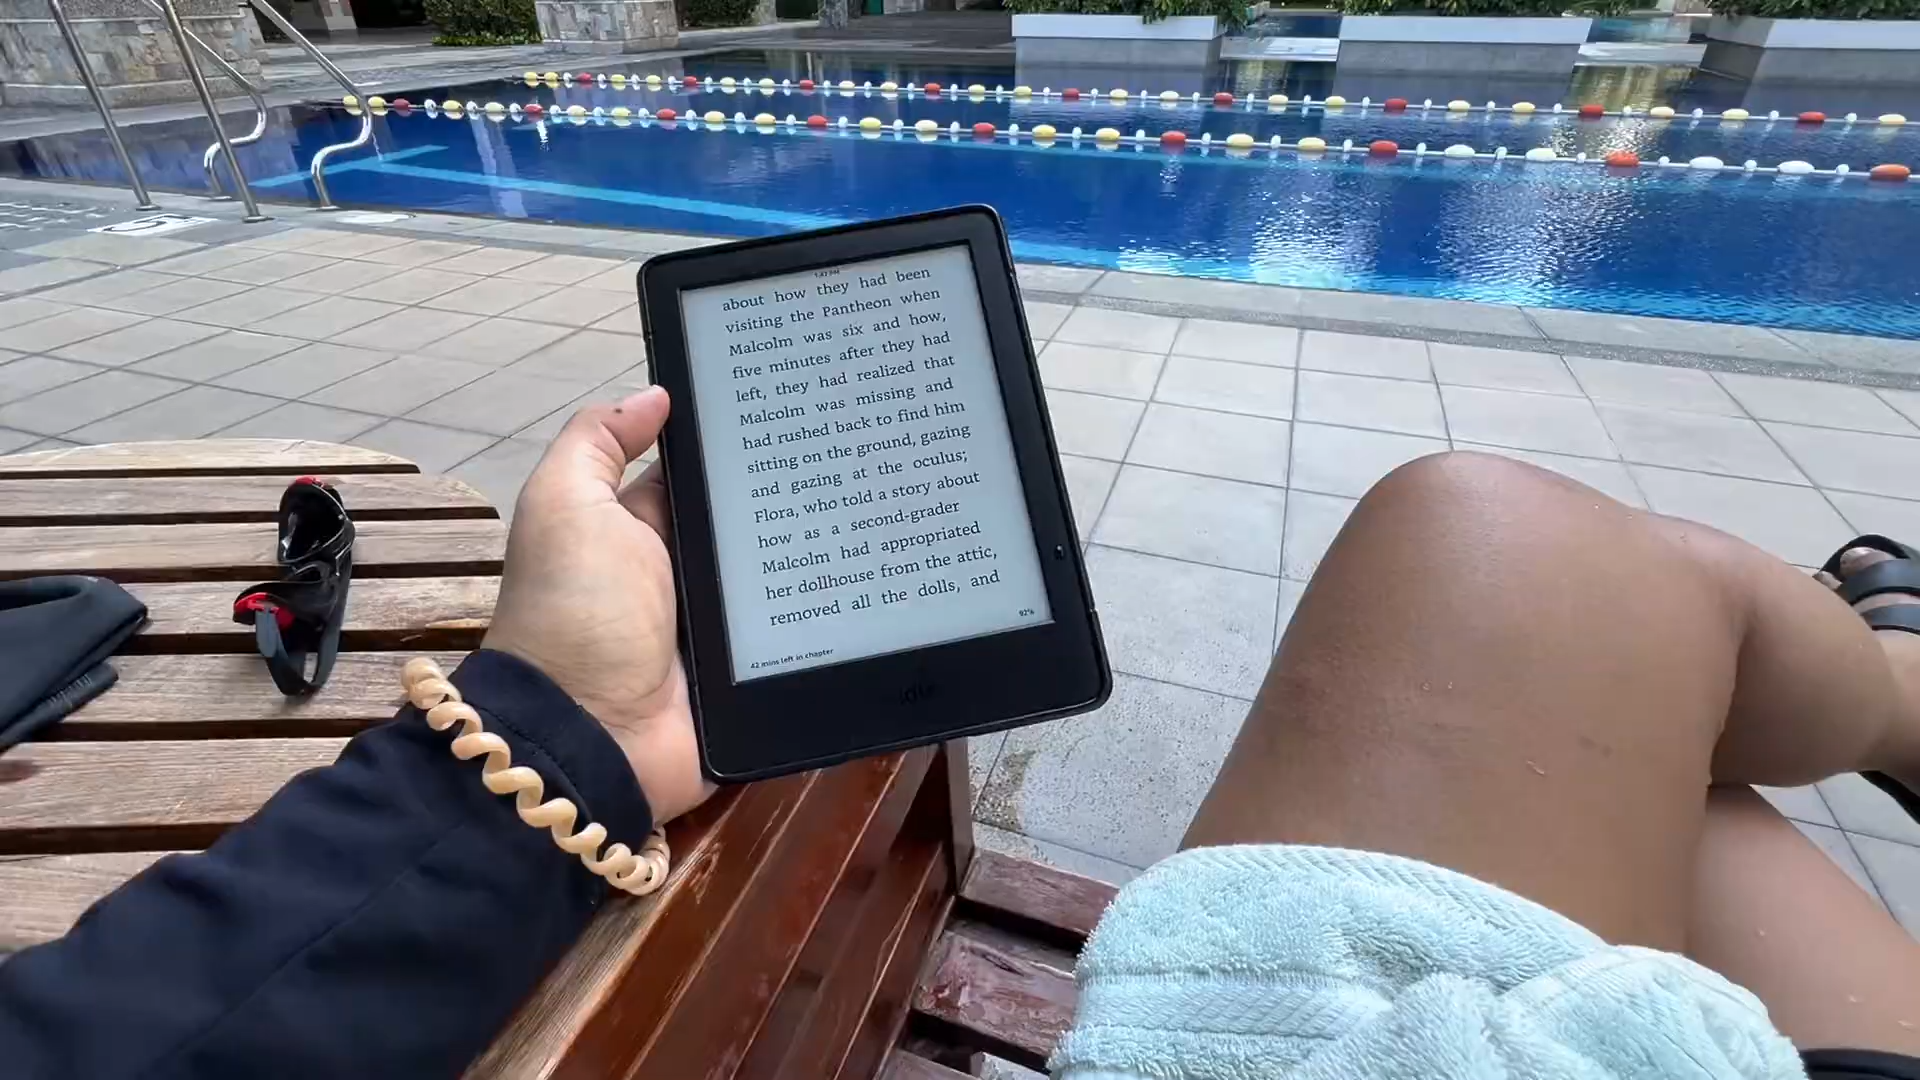 1:47 PM
about how they had been
visiting the Pantheon when
Malcolm was six and how,
five minutes after they had
left, they had realized that
Malcolm was missing and
had rushed back to find him
sitting on the ground, gazing
and gazing at the oculus;
Flora, who told a story about
how as a second-grader
Malcolm had appropriated
her dollhouse from the attic,
removed all the dolls, and
42 mins left in chapter
92%